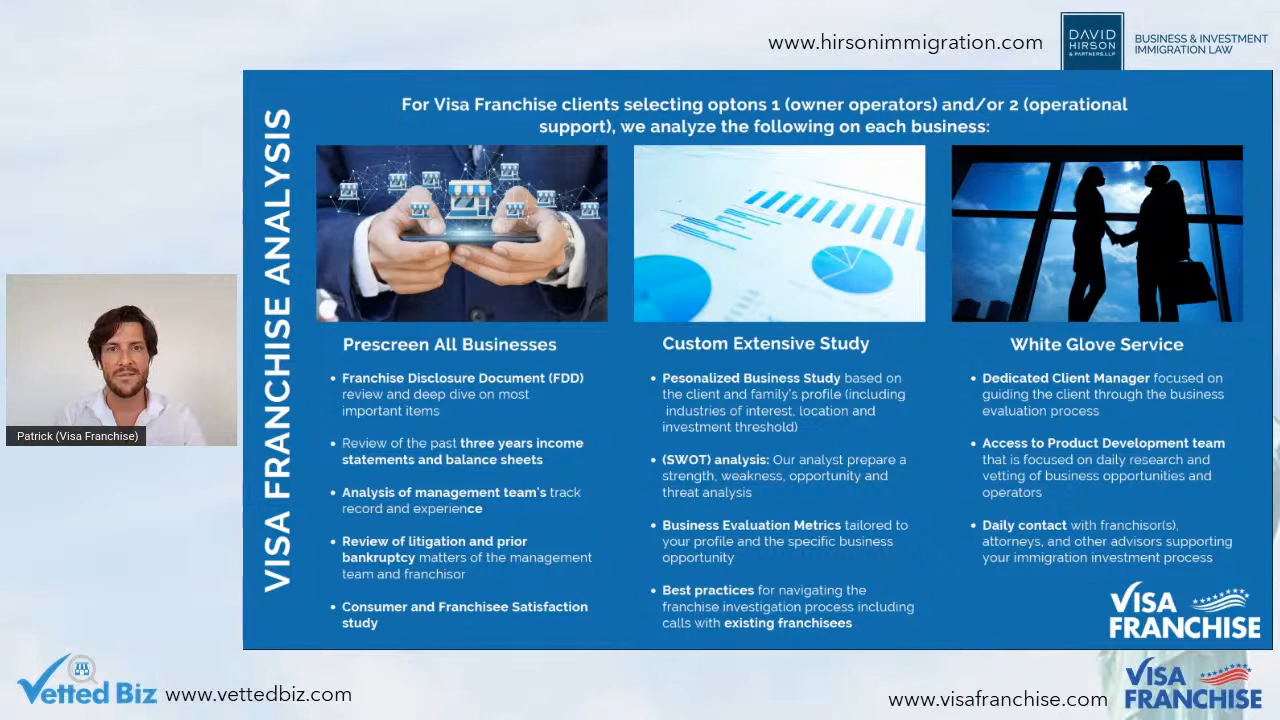 www.hirsonimmigration.com
DAVID
HIRSON
& PARTNERS, LLP
BUSINESS & INVESTMENT
IMMIGRATION LAW
VISA FRANCHISE ANALYSIS
For Visa Franchise clients selecting optons 1 (owner operators) and/or 2 (operational
support), we analyze the following on each business:
Prescreen All Businesses
• Franchise Disclosure Document (FDD)
review and deep dive on most
important items
• Review of the past three years income
statements and balance sheets
• Analysis of management team's track
record and experience
• Review of litigation and prior
bankruptcy matters of the management
team and franchisor
• Consumer and Franchisee Satisfaction
study
Custom Extensive Study
• Pesonalized Business Study based on
the client and family's profile (including
industries of interest, location and
investment threshold)
• (SWOT) analysis: Our analyst prepare a
strength, weakness, opportunity and
threat analysis
• Business Evaluation Metrics tailored to
your profile and the specific business
opportunity
• Best practices for navigating the
franchise investigation process including
calls with existing franchisees
White Glove Service
• Dedicated Client Manager focused on
guiding the client through the business
evaluation process
• Access to Product Development team
that is focused on daily research and
vetting of business opportunities and
operators
• Daily contact with franchisor(s),
attorneys, and other advisors supporting
your immigration investment process
VISA
FRANCHISE
Patrick (Visa Franchise)
Vetted Biz
www.vettedbiz.com
www.visafranchise.com
VISA
FRANCHISE